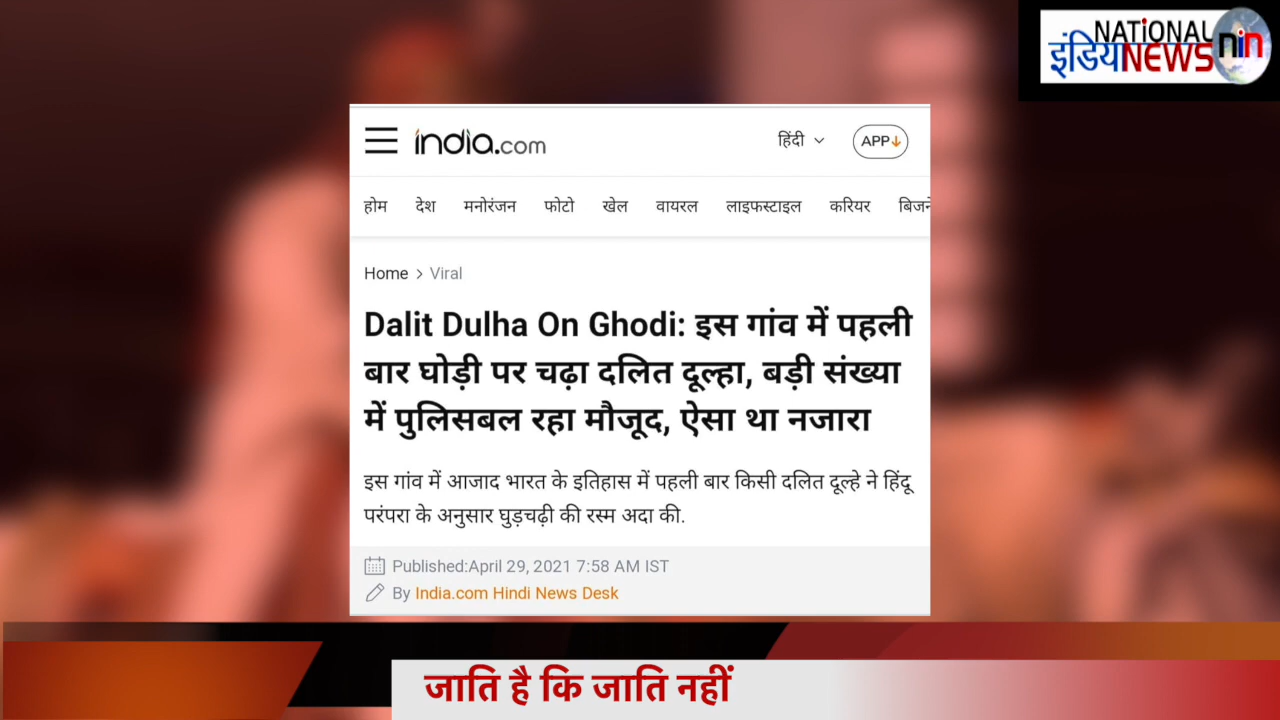 NATIONAL
इंडिया NEWS nin
india.com
हिंदी
APP
होम देश मनोरंजन फोटो खेल वायरल लाइफस्टाइल करियर
Home > Viral
Dalit Dulha On Ghodi: इस गांव में पहली
बार घोड़ी पर चढ़ा दलित दूल्हा, बड़ी संख्या
में पुलिसबल रहा मौजूद, ऐसा था नजारा
इस गांव में आजाद भारत के इतिहास में पहली बार किसी दलित दूल्हे ने हिंदू
परंपरा के अनुसार घुड़चढ़ी की रस्म अदा की.
Published:April 29, 2021 7:58 AM IST
By India.com Hindi News Desk
जाति है कि जाति नहीं